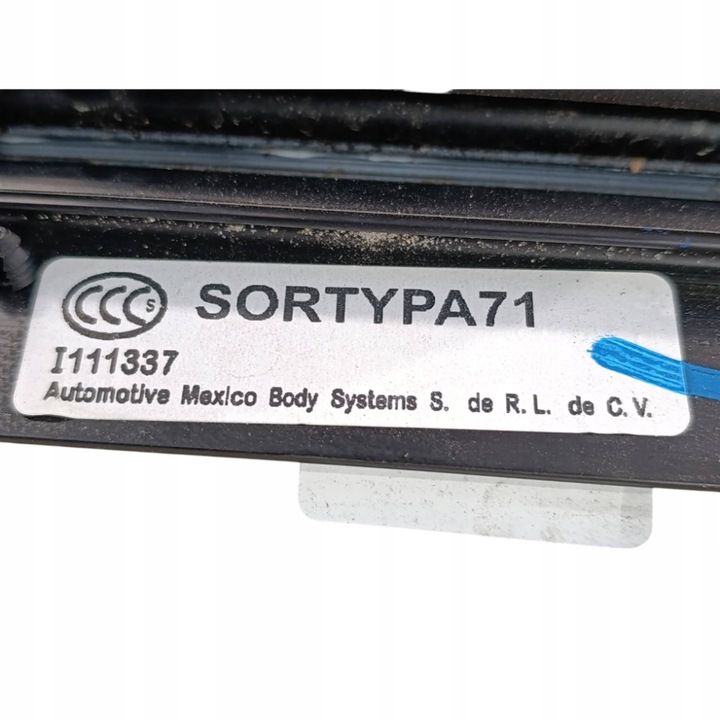 CCC S SORTYPA71
I111337
Automotive Mexico Body Systems S. de R.L. de C.V.